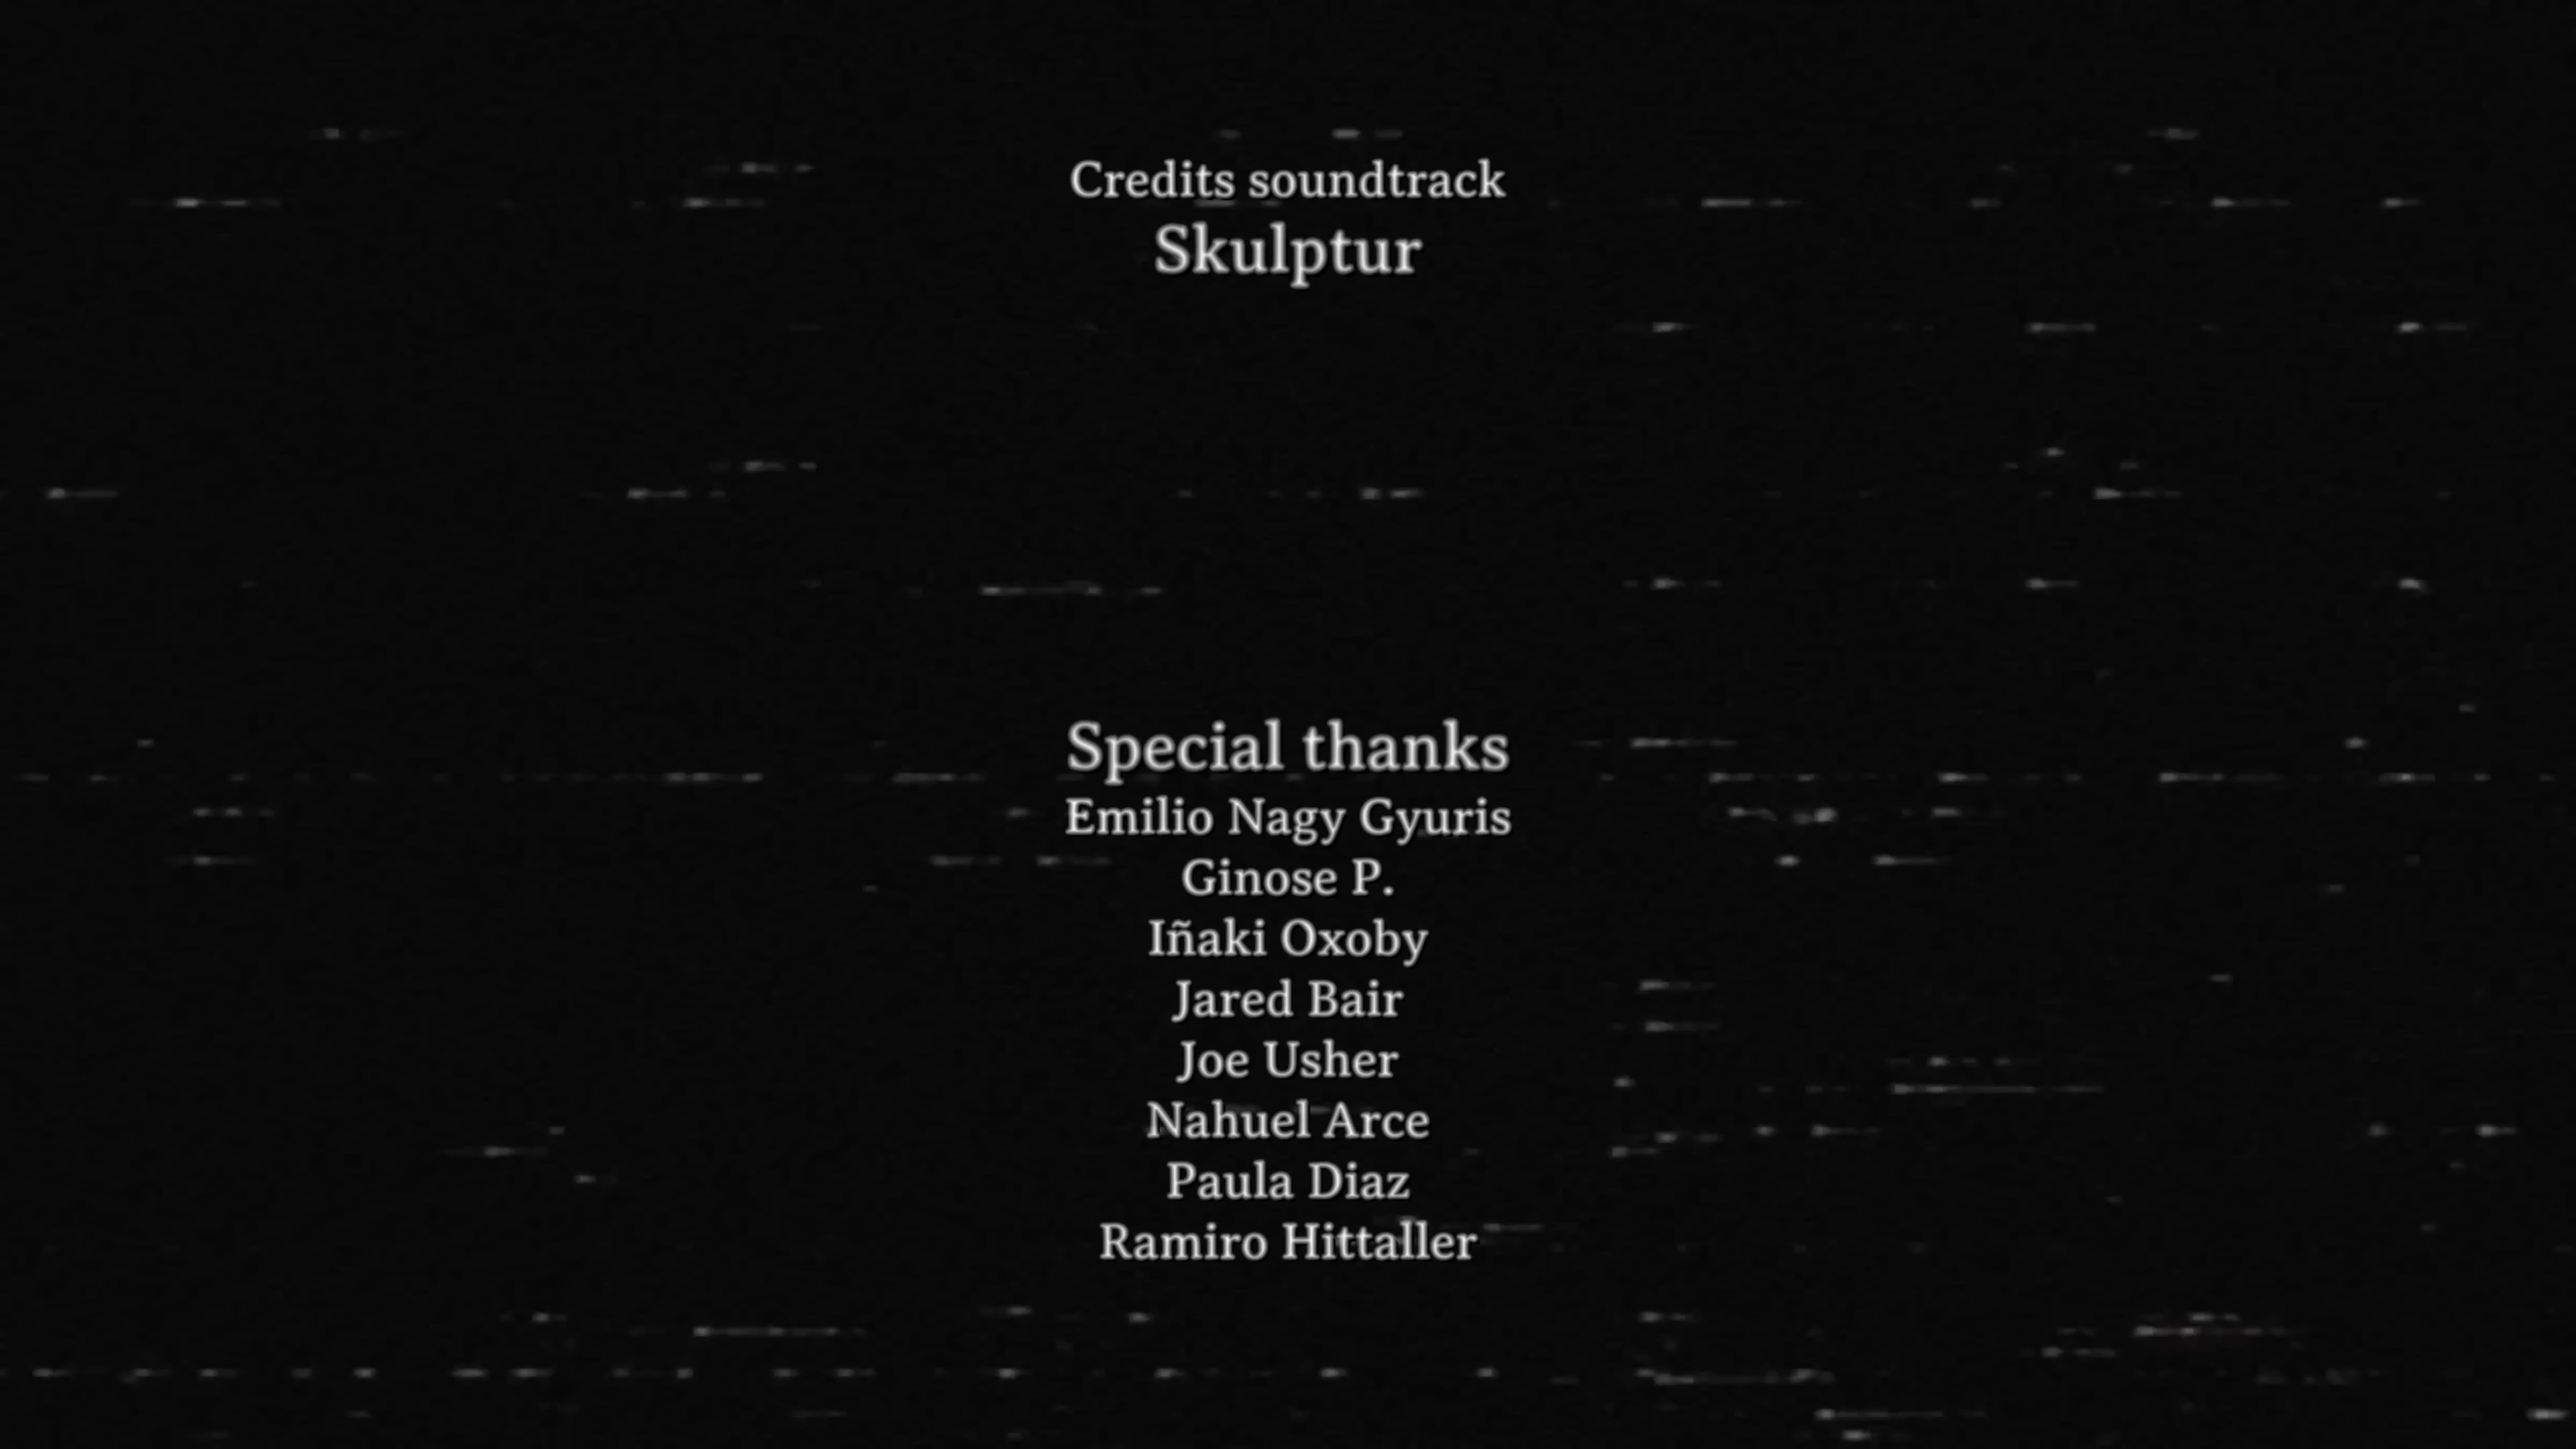 Credits soundtrack
Skulptur
Special thanks
Emilio Nagy Gyuris
Ginose P.
Iñaki Oxoby
Jared Bair
Joe Usher
Nahuel Arce
Paula Diaz
Ramiro Hittaller